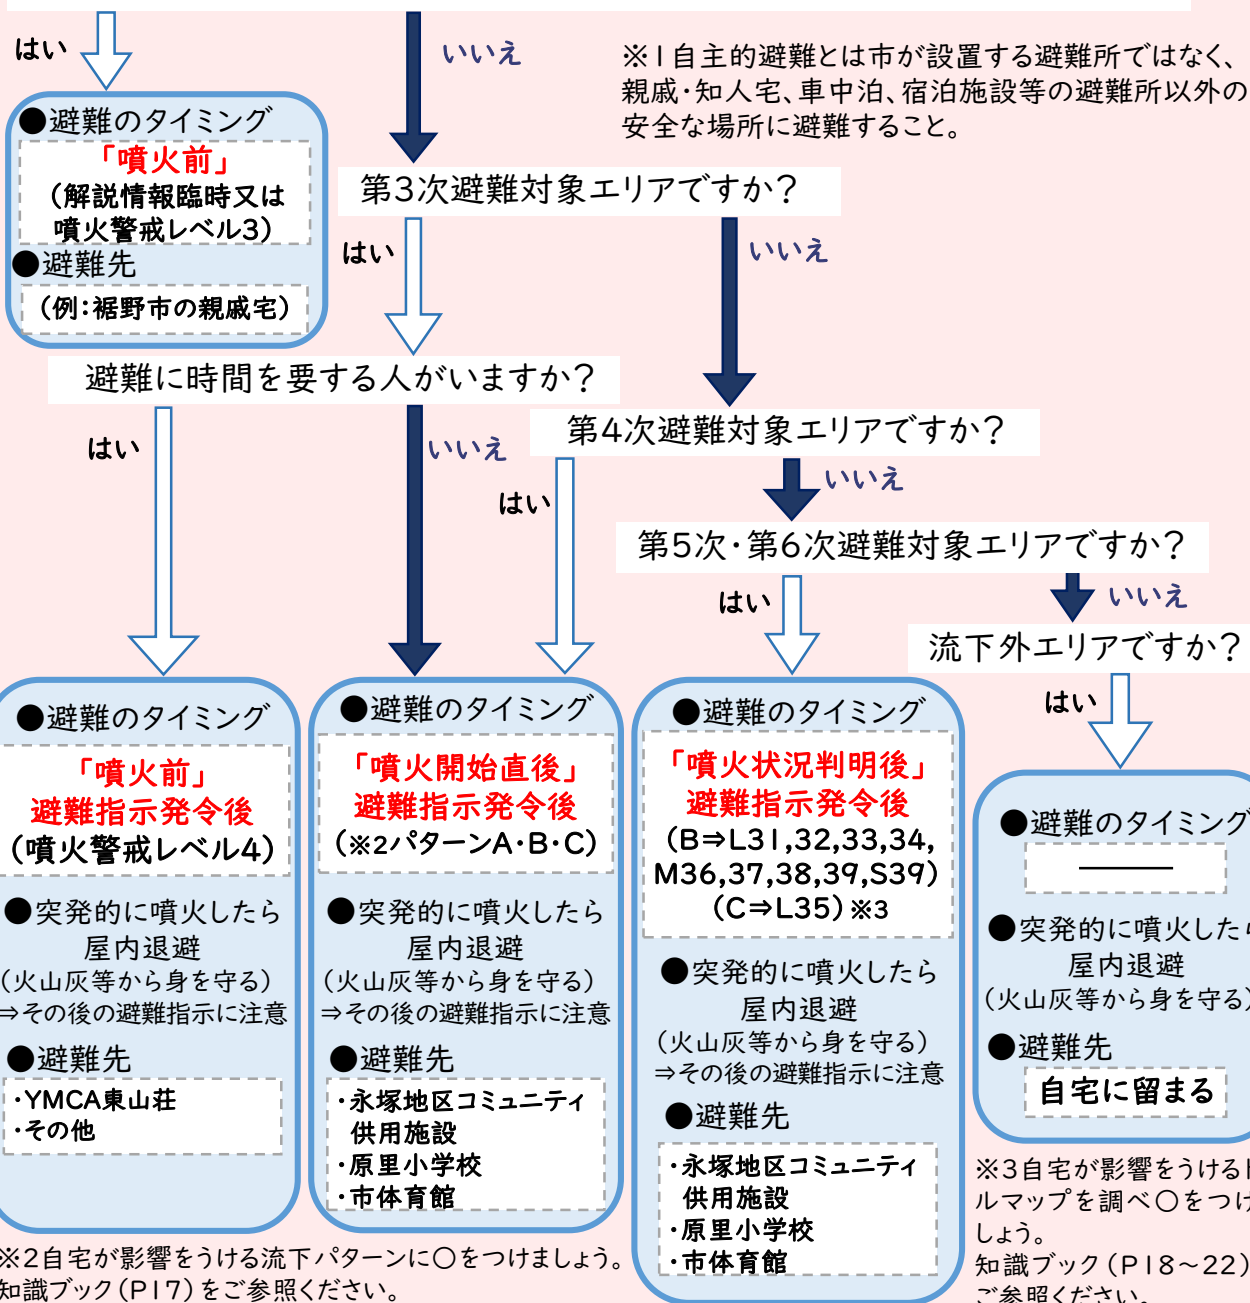 はい
いいえ
※1自主的避難とは市が設置する避難所ではなく、
親戚・知人宅、車中泊、宿泊施設等の避難所以外の
安全な場所に避難すること。
●避難のタイミング
「噴火前」
(解説情報臨時又は
噴火警戒レベル3)
●避難先
(例:裾野市の親戚宅)
第3次避難対象エリアですか?
はい
いいえ
避難に時間を要する人がいますか?
はい
いいえ
第4次避難対象エリアですか?
はい
いいえ
第5次・第6次避難対象エリアですか?
はい
いいえ
流下外エリアですか?
はい
●避難のタイミング
「噴火前」
避難指示発令後
(噴火警戒レベル4)
●突発的に噴火したら
屋内退避
(火山灰等から身を守る)
⇒その後の避難指示に注意
●避難先
・YMCA東山荘
・その他
●避難のタイミング
「噴火開始直後」
避難指示発令後
(※2パターンA・B・C)
●突発的に噴火したら
屋内退避
(火山灰等から身を守る)
⇒その後の避難指示に注意
●避難先
・永塚地区コミュニティ
供用施設
・原里小学校
・市体育館
●避難のタイミング
「噴火状況判明後」
避難指示発令後
(B⇒L31,32,33,34,
M36,37,38,39,S39)
(C⇒L35)※3
●突発的に噴火したら
屋内退避
(火山灰等から身を守る)
⇒その後の避難指示に注意
●避難先
・永塚地区コミュニティ
供用施設
・原里小学校
・市体育館
●避難のタイミング
●突発的に噴火したら
屋内退避
(火山灰等から身を守る)
●避難先
自宅に留まる
※2自宅が影響をうける流下パターンに〇をつけましょう。
知識ブック(P17)をご参照ください。
※3自宅が影響をうける
ルマップを調べ〇をつけ
しょう。
知識ブック(P18~22)
ご参照ください。